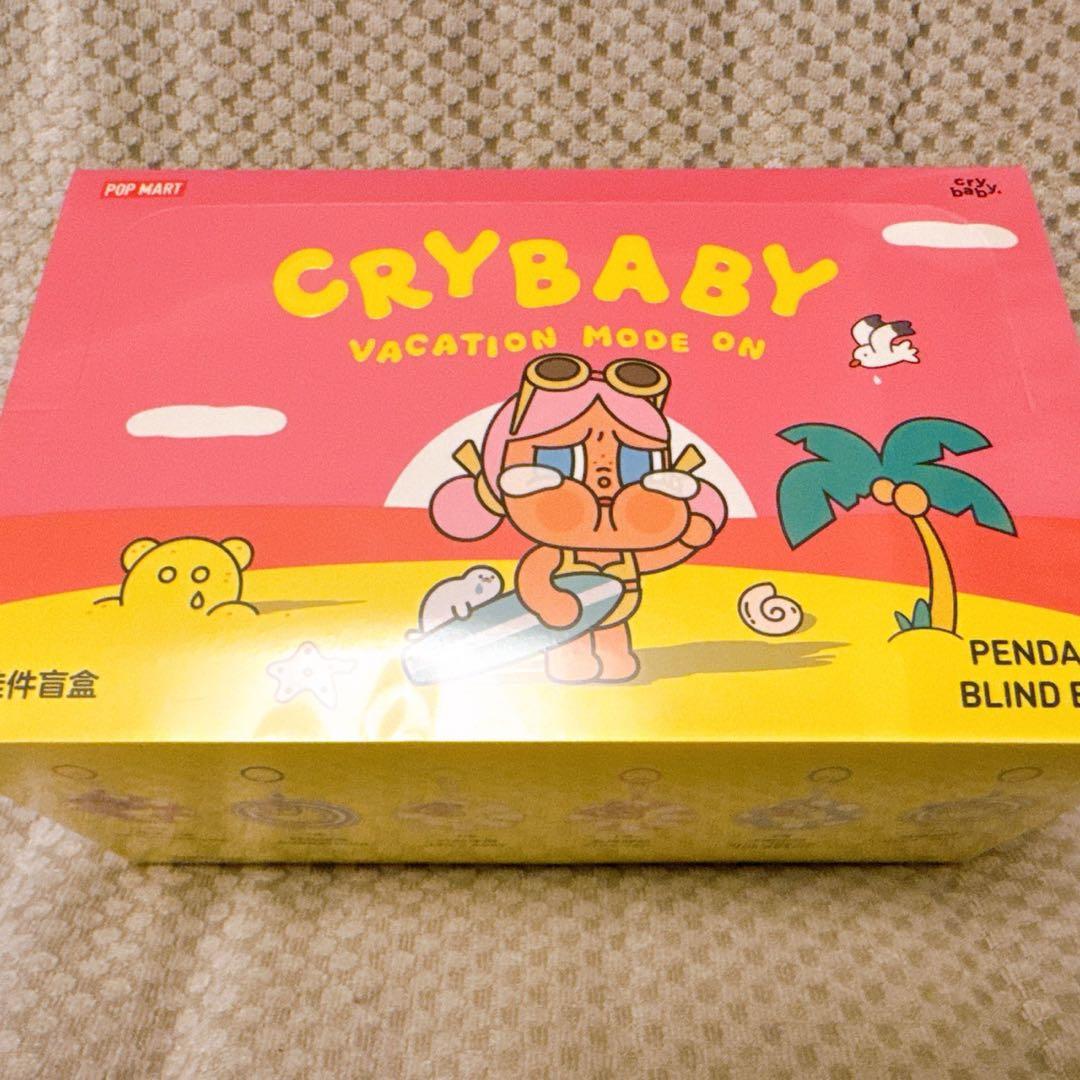 POP MART
cry
baby.
CRYBABY
VACATION MODE ON
件盲盒
PENDA
BLIND B